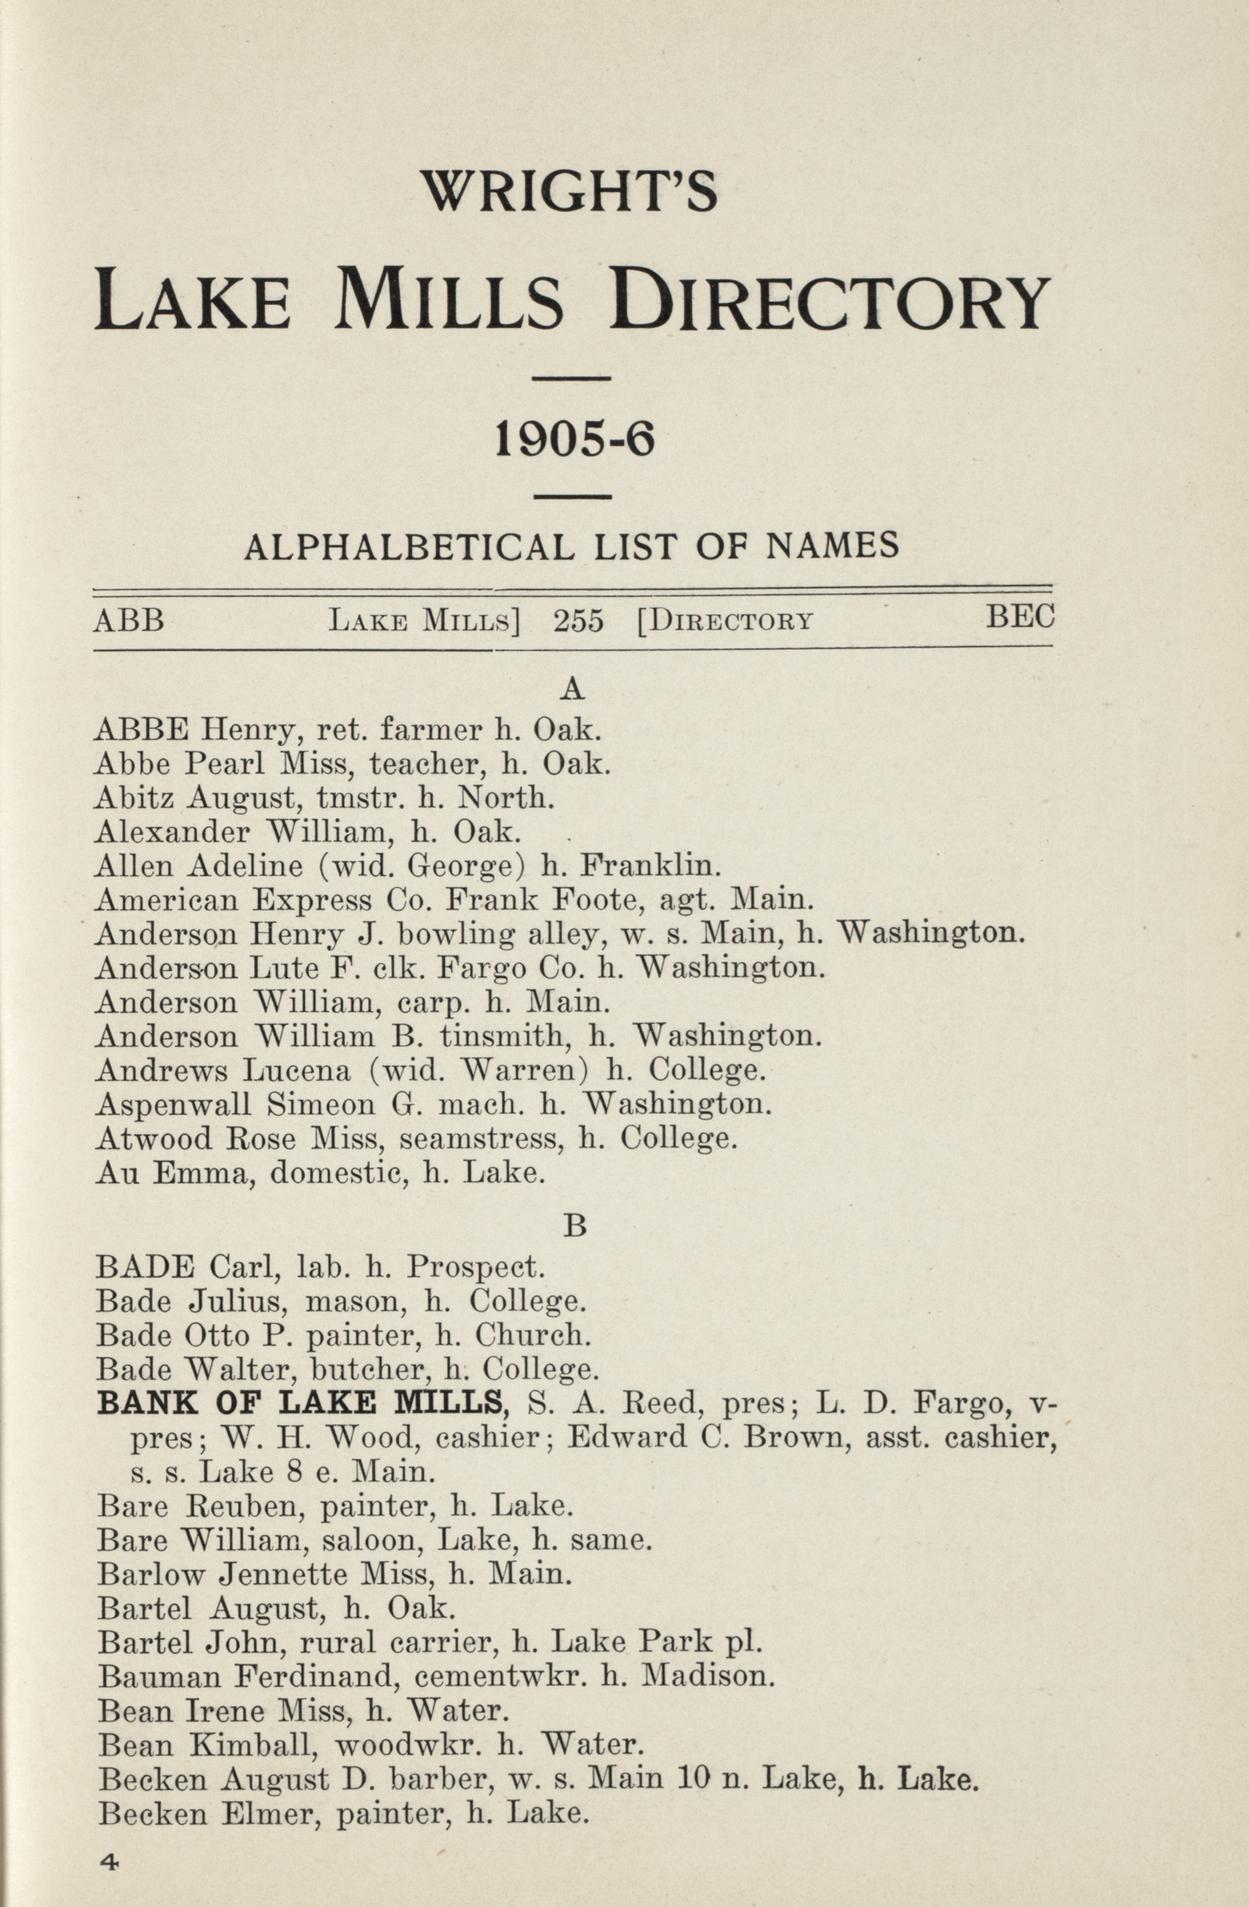 WRIGHT'S
LAKE MILLS DIRECTORY
1905-6
ALPHALBETICAL LIST OF NAMES
ABB LAKE MILLS] 255 [DIRECTORY BEC
A
ABBE Henry, ret. farmer h. Oak.
Abbe Pearl Miss, teacher, h. Oak.
Abitz August, tmstr. h. North.
Alexander William, h. Oak.
Allen Adeline (wid. George) h. Franklin.
American Express Co. Frank Foote, agt. Main.
Anderson Henry J. bowling alley, w. s. Main, h. Washington.
Anderson Lute F. clk. Fargo Co. h. Washington.
Anderson William, carp. h. Main.
Anderson William B. tinsmith, h. Washington.
Andrews Lucena (wid. Warren) h. College.
Aspenwall Simeon G. mach. h. Washington.
Atwood Rose Miss, seamstress, h. College.
Au Emma, domestic, h. Lake.
B
BADE Carl, lab. h. Prospect.
Bade Julius, mason, h. College.
Bade Otto P. painter, h. Church.
Bade Walter, butcher, h. College.
BANK OF LAKE MILLS, S. A. Reed, pres; L. D. Fargo, v-
pres; W. H. Wood, cashier; Edward C. Brown, asst. cashier,
s. s. Lake 8 e. Main.
Bare Reuben, painter, h. Lake.
Bare William, saloon, Lake, h. same.
Barlow Jennette Miss, h. Main.
Bartel August, h. Oak.
Bartel John, rural carrier, h. Lake Park pl.
Bauman Ferdinand, cementwkr. h. Madison.
Bean Irene Miss, h. Water.
Bean Kimball, woodwkr. h. Water.
Becken August D. barber, w. s. Main 10 n. Lake, h. Lake.
Becken Elmer, painter, h. Lake.
4